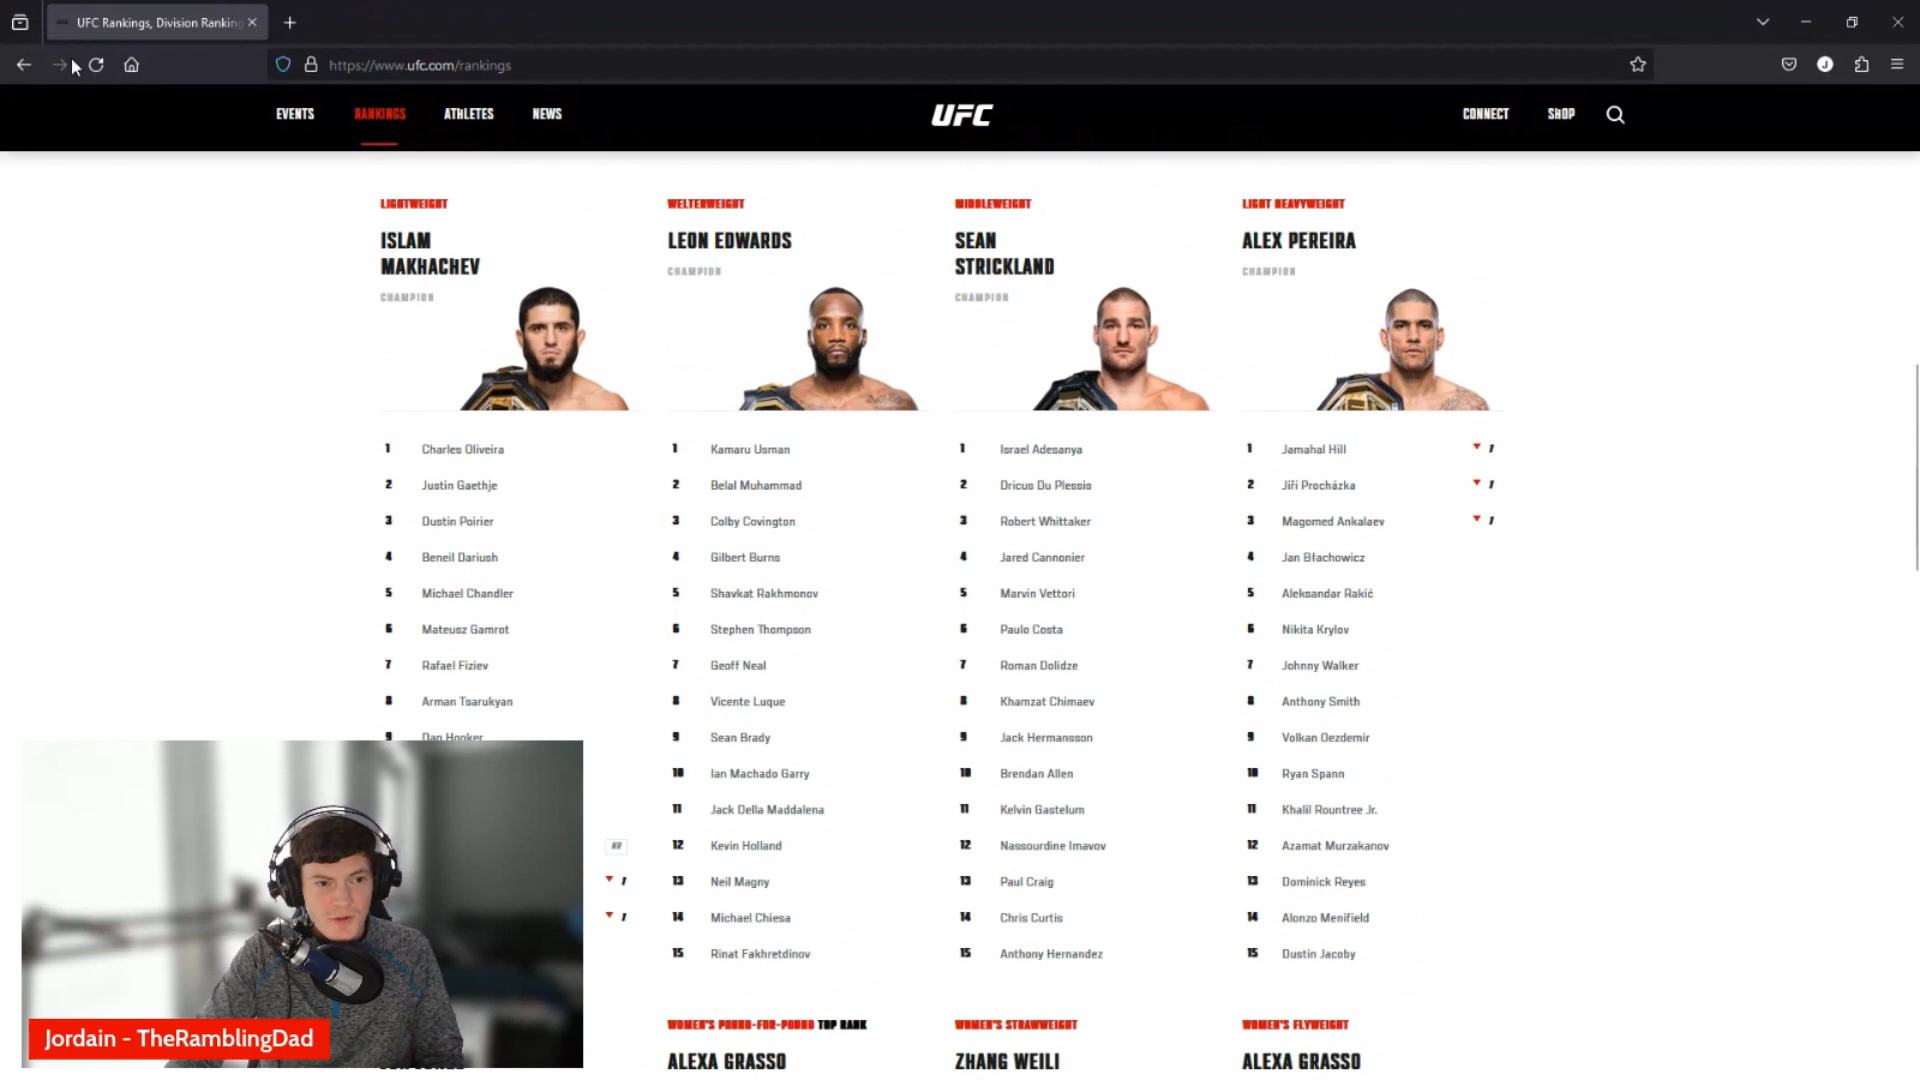 UFC Rankings, Division Ranking
https://www.ufc.com/rankings
EVENTS
RANKINGS
ATHLETES
NEWS
UFC
CONNECT
SHOP
LIGHTWEIGHT
ISLAM
MAKHACHEV
CHAMPION
1 Charles Oliveira
2 Justin Gaethje
3 Dustin Poirier
4 Beneil Dariush
5 Michael Chandler
6 Mateusz Gamrot
7 Rafael Fiziev
8 Arman Tsarukyan
9 Dan Hooker
NR
1
1
WELTERWEIGHT
LEON EDWARDS
CHAMPION
1 Kamaru Usman
2 Belal Muhammad
3 Colby Covington
4 Gilbert Burns
5 Shavkat Rakhmonov
6 Stephen Thompson
7 Geoff Neal
8 Vicente Luque
9 Sean Brady
10 Ian Machado Garry
11 Jack Della Maddalena
12 Kevin Holland
13 Neil Magny
14 Michael Chiesa
15 Rinat Fakhretdinov
MIDDLEWEIGHT
SEAN
STRICKLAND
CHAMPION
1 Israel Adesanya
2 Dricus Du Plessis
3 Robert Whittaker
4 Jared Cannonier
5 Marvin Vettori
6 Paulo Costa
7 Roman Dolidze
8 Khamzat Chimaev
9 Jack Hermansson
10 Brendan Allen
11 Kelvin Gastelum
12 Nassourdine Imavov
13 Paul Craig
14 Chris Curtis
15 Anthony Hernandez
LIGHT HEAVYWEIGHT
ALEX PEREIRA
CHAMPION
1 Jamahal Hill 1
2 Jiří Procházka 1
3 Magomed Ankalaev 1
4 Jan Błachowicz
5 Aleksandar Rakić
6 Nikita Krylov
7 Johnny Walker
8 Anthony Smith
9 Volkan Oezdemir
10 Ryan Spann
11 Khalil Rountree Jr.
12 Azamat Murzakanov
13 Dominick Reyes
14 Alonzo Menifield
15 Dustin Jacoby
WOMEN'S POUND-FOR-POUND TOP RANK
ALEXA GRASSO
WOMEN'S STRAWWEIGHT
ZHANG WEILI
WOMEN'S FLYWEIGHT
ALEXA GRASSO
Jordain - TheRamblingDad